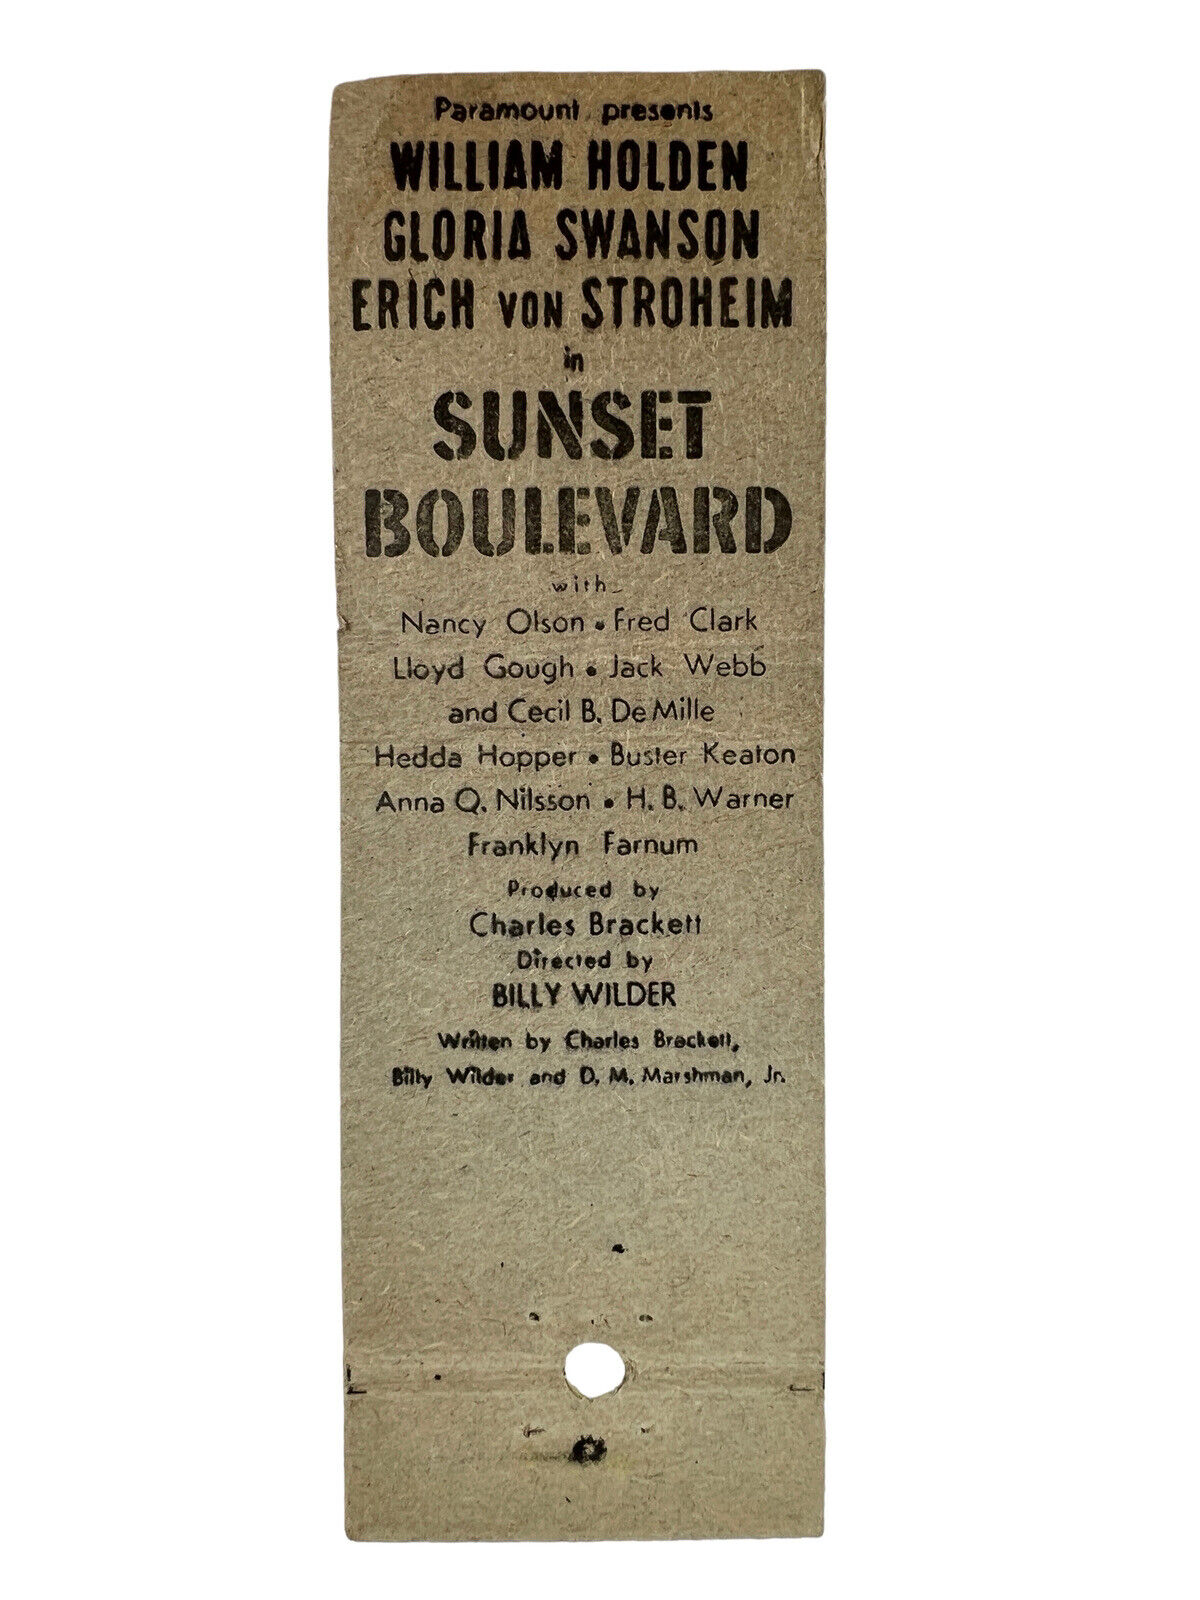 Paramount presents
WILLIAM HOLDEN
GLORIA SWANSON
ERICH VON STROHEIM
in
SUNSET
BOULEVARD
with
Nancy Olson • Fred Clark
Lloyd Gough • Jack Webb
and Cecil B. De Mille
Hedda Hopper • Buster Keaton
Anna Q. Nilsson • H. B. Warner
Franklyn Farnum
Produced by
Charles Brackett
Directed by
BILLY WILDER
Written by Charles Brackett,
Billy Wilder and D. M. Marshman, Jr.